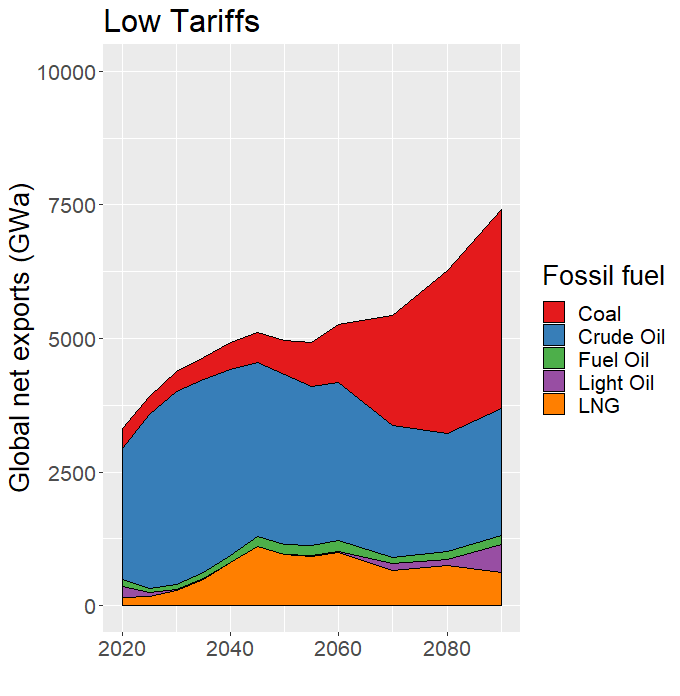 Low Tariffs
Global net exports (GWa)
10000
7500
5000
2500
0
2020
2040
2060
2080
Fossil fuel
Coal
Crude Oil
Fuel Oil
Light Oil
LNG